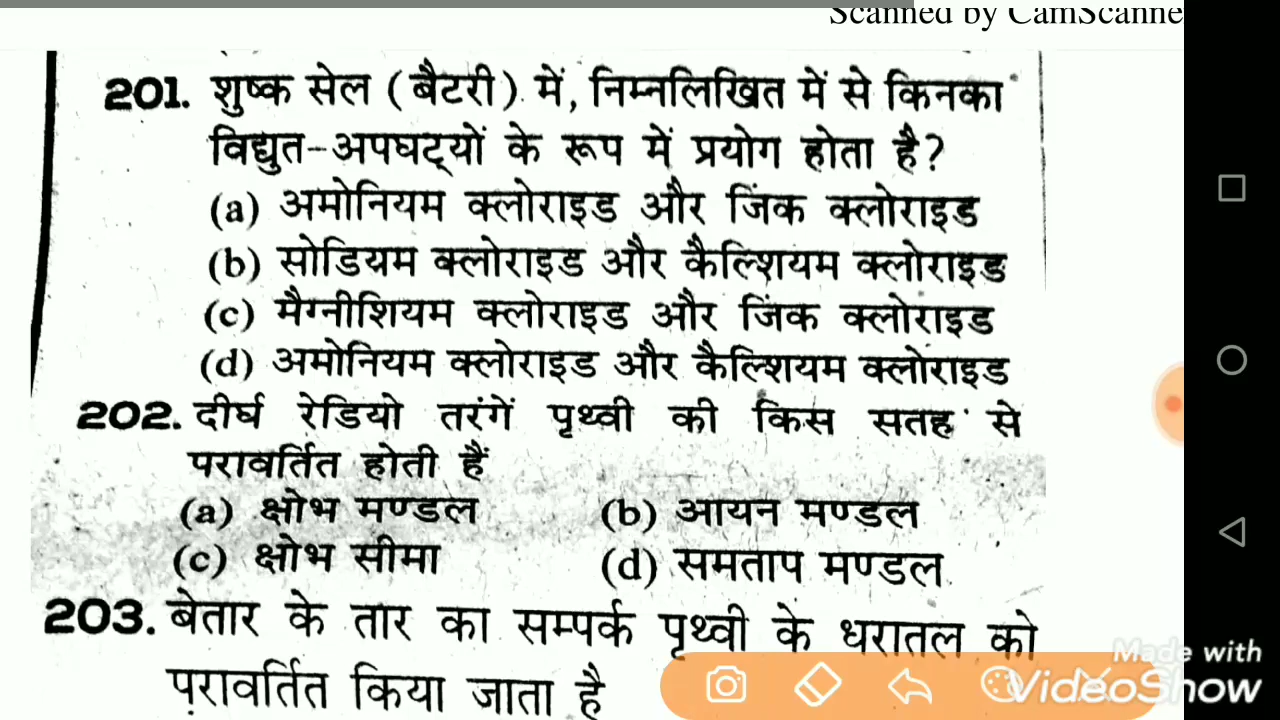 Scanned by CamScanne
201. शुष्क सेल (बैटरी) में, निम्नलिखित में से किनका
विद्युत-अपघट्यों के रूप में प्रयोग होता है?
(a) अमोनियम क्लोराइड और जिंक क्लोराइड
(b) सोडियम क्लोराइड और कैल्शियम क्लोराइड
(c) मैग्नीशियम क्लोराइड और जिंक क्लोराइड
(d) अमोनियम क्लोराइड और कैल्शियम क्लोराइड
202. दीर्घ रेडियो तरंगें पृथ्वी की किस सतह से
परावर्तित होती हैं
(a) क्षोभ मण्डल (b) आयन मण्डल
(c) क्षोभ सीमा (d) समताप मण्डल
203. बेतार के तार का सम्पर्क पृथ्वी के धरातल को
परावर्तित किया जाता है
Made with
VideoShow